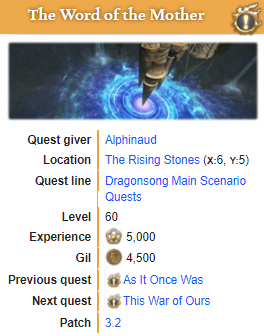 The Word of the Mother
Quest giver Alphinaud
Location The Rising Stones (X:6, Y:5)
Quest line Dragonsong Main Scenario
Quests
Level 60
Experience 5,000
Gil 4,500
Previous quest As It Once Was
Next quest This War of Ours
Patch 3.2